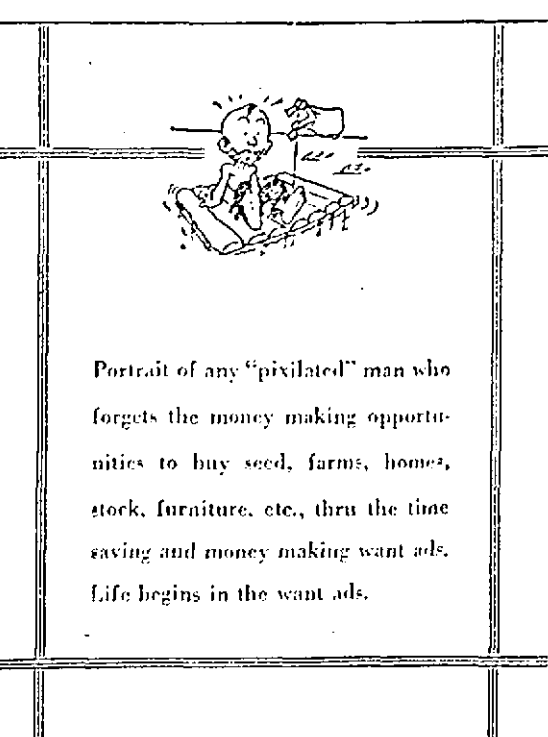 Portrait of any "pixilated" man who
forgets the money making opportu-
nities to buy seed, farms, homes,
stock, furniture, etc., thru the time
saving and money making want ads.
Life begins in the want ads.